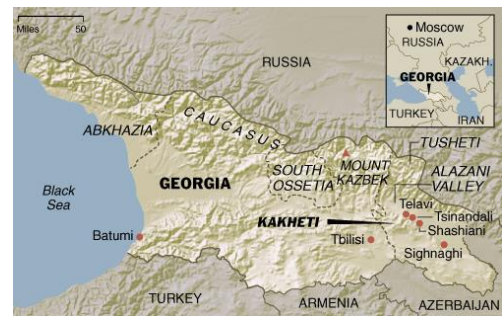 Miles
50
RUSSIA
Moscow
RUSSIA
KAZAKH.
GEORGIA
TURKEY
IRAN
ABKHAZIA
CAUCASUS
SOUTH
OSSETIA
MOUNT
KAZBEK
TUSHETI
ALAZANI
VALLEY
Black
Sea
GEORGIA
KAKHETI
Telavi
Tsinandali
Shashiani
Batumi
Tbilisi
Sighnaghi
TURKEY
ARMENIA
AZERBAIJAN